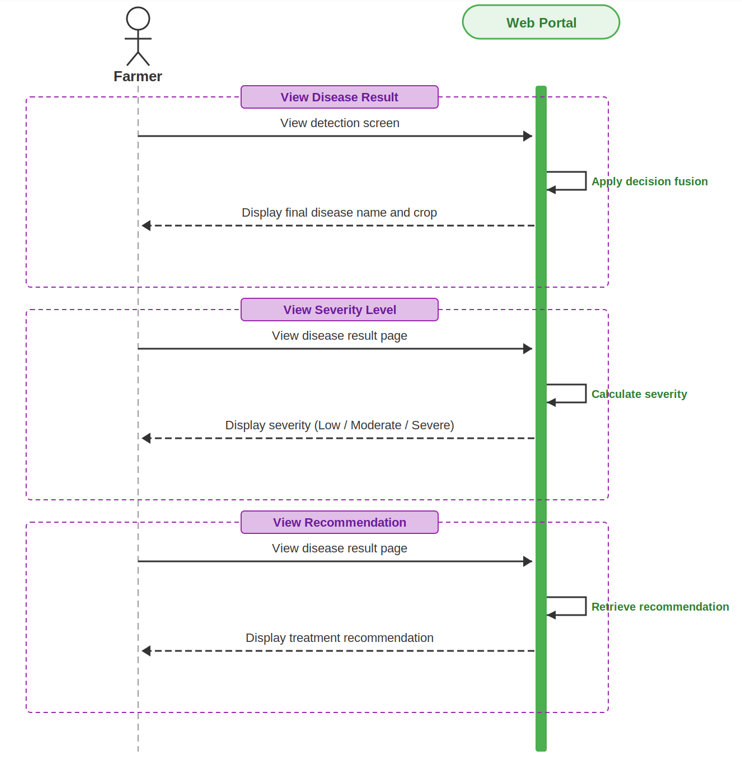 Web Portal
Farmer
View Disease Result
View detection screen
Apply decision fusion
Display final disease name and crop
View Severity Level
View disease result page
Calculate severity
Display severity (Low / Moderate / Severe)
View Recommendation
View disease result page
Retrieve recommendation
Display treatment recommendation